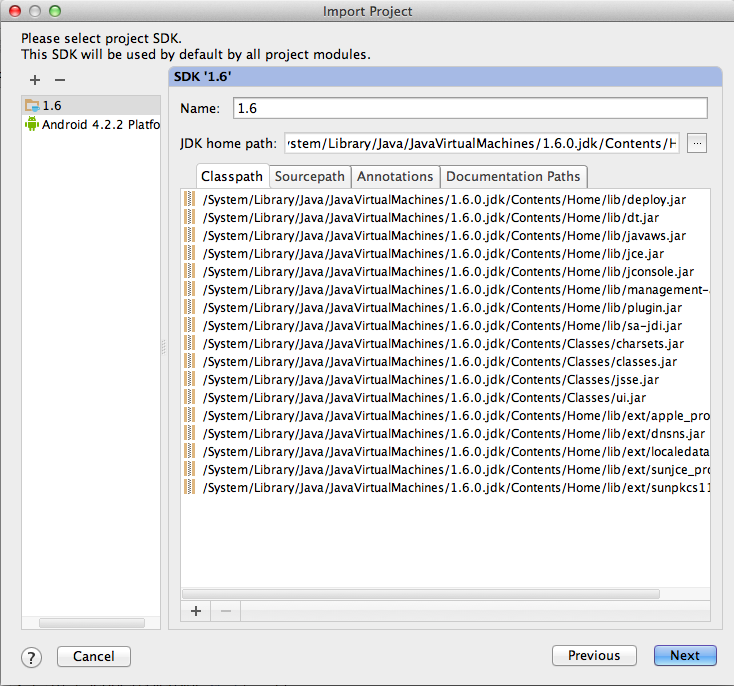 Import Project
Please select project SDK.
This SDK will be used by default by all project modules.
+ −
1.6
Android 4.2.2 Platfo
SDK '1.6'
Name: 1.6
JDK home path: ystem/Library/Java/JavaVirtualMachines/1.6.0.jdk/Contents/H ...
Classpath Sourcepath Annotations Documentation Paths
/System/Library/Java/JavaVirtualMachines/1.6.0.jdk/Contents/Home/lib/deploy.jar
/System/Library/Java/JavaVirtualMachines/1.6.0.jdk/Contents/Home/lib/dt.jar
/System/Library/Java/JavaVirtualMachines/1.6.0.jdk/Contents/Home/lib/javaws.jar
/System/Library/Java/JavaVirtualMachines/1.6.0.jdk/Contents/Home/lib/jce.jar
/System/Library/Java/JavaVirtualMachines/1.6.0.jdk/Contents/Home/lib/jconsole.jar
/System/Library/Java/JavaVirtualMachines/1.6.0.jdk/Contents/Home/lib/management-
/System/Library/Java/JavaVirtualMachines/1.6.0.jdk/Contents/Home/lib/plugin.jar
/System/Library/Java/JavaVirtualMachines/1.6.0.jdk/Contents/Home/lib/sa-jdi.jar
/System/Library/Java/JavaVirtualMachines/1.6.0.jdk/Contents/Classes/charsets.jar
/System/Library/Java/JavaVirtualMachines/1.6.0.jdk/Contents/Classes/classes.jar
/System/Library/Java/JavaVirtualMachines/1.6.0.jdk/Contents/Classes/jsse.jar
/System/Library/Java/JavaVirtualMachines/1.6.0.jdk/Contents/Classes/ui.jar
/System/Library/Java/JavaVirtualMachines/1.6.0.jdk/Contents/Home/lib/ext/apple_pro
/System/Library/Java/JavaVirtualMachines/1.6.0.jdk/Contents/Home/lib/ext/dnsns.jar
/System/Library/Java/JavaVirtualMachines/1.6.0.jdk/Contents/Home/lib/ext/localedata
/System/Library/Java/JavaVirtualMachines/1.6.0.jdk/Contents/Home/lib/ext/sunjce_pro
/System/Library/Java/JavaVirtualMachines/1.6.0.jdk/Contents/Home/lib/ext/sunpkcs11
+ −
? Cancel Previous Next